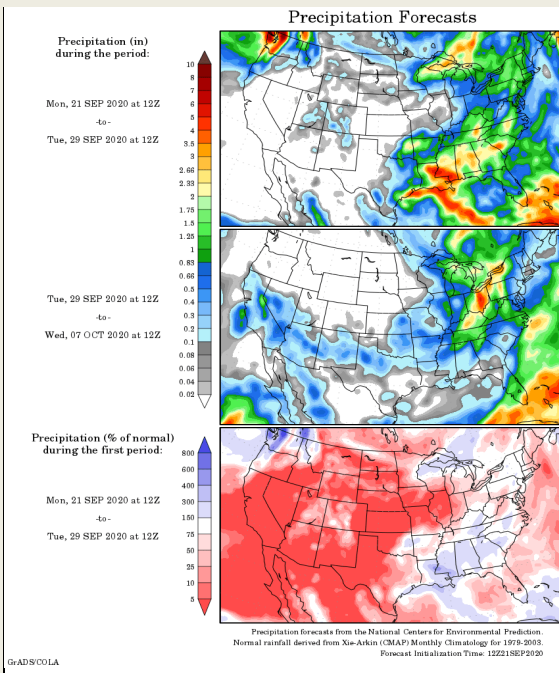 Precipitation Forecasts
Precipitation (in)
during the period:
Mon, 21 SEP 2020 at 12Z
-to-
Tue, 29 SEP 2020 at 12Z
10
8
7
6
5
4
3.5
3
2.66
2.33
2
1.75
1.5
1.25
1
0.83
0.66
0.5
0.4
0.3
0.2
0.1
0.08
0.06
0.04
0.02
Tue, 29 SEP 2020 at 12Z
-to-
Wed, 07 OCT 2020 at 12Z
Precipitation (% of normal)
during the first period:
800
600
400
300
150
75
50
25
10
5
Mon, 21 SEP 2020 at 12Z
-to-
Tue, 29 SEP 2020 at 12Z
Precipitation forecasts from the National Centers for Environmental Prediction.
Normal rainfall derived from Xie-Arkin (CMAP) Monthly Climatology for 1979-2003.
Forecast Initialization Time: 12Z21SEP2020
GrADS/COLA